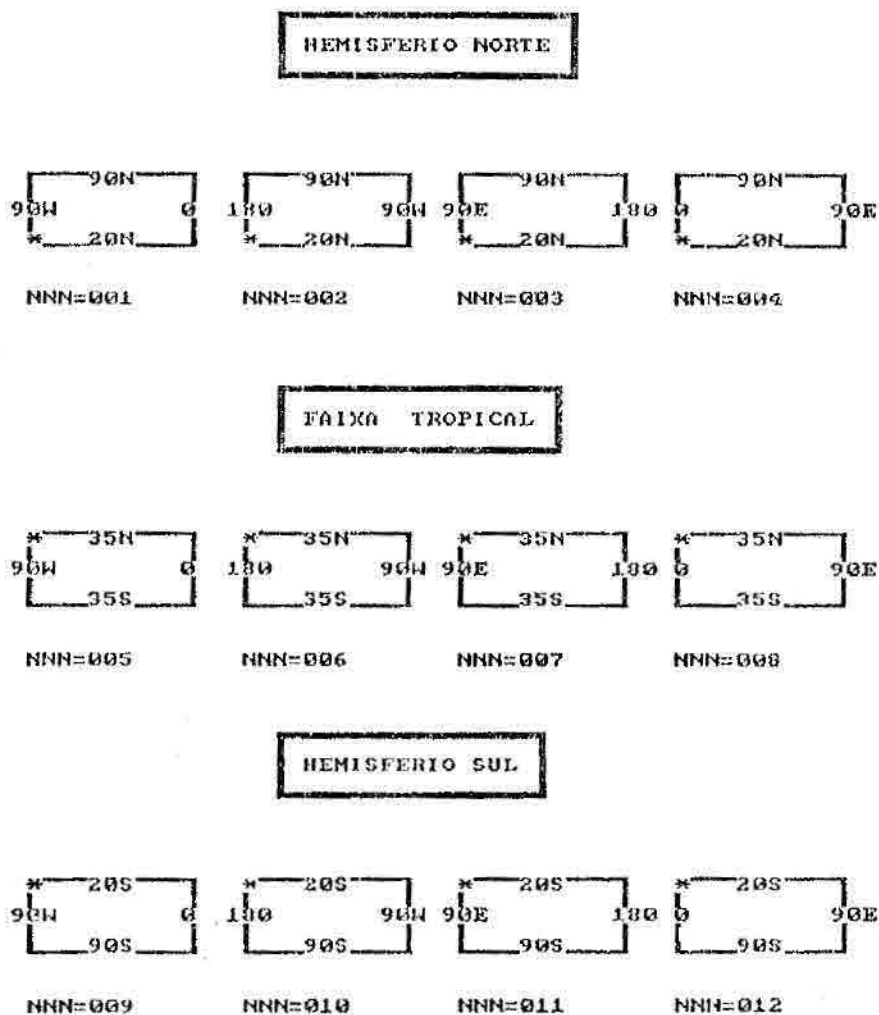 HEMISFERIO NORTE
90N 90N 90N 90N
90W 0 180 90W 90E 180 0 90E
* 20N * 20N * 20N * 20N
NNN=001 NNN=002 NNN=003 NNN=004
FAIXA TROPICAL
* 35N * 35N * 35N * 35N
90W 0 180 90W 90E 180 0 90E
35S 35S 35S 35S
NNN=005 NNN=006 NNN=007 NNN=008
HEMISFERIO SUL
* 20S * 20S * 20S * 20S
90W 0 180 90W 90E 180 0 90E
90S 90S 90S 90S
NNN=009 NNN=010 NNN=011 NNN=012